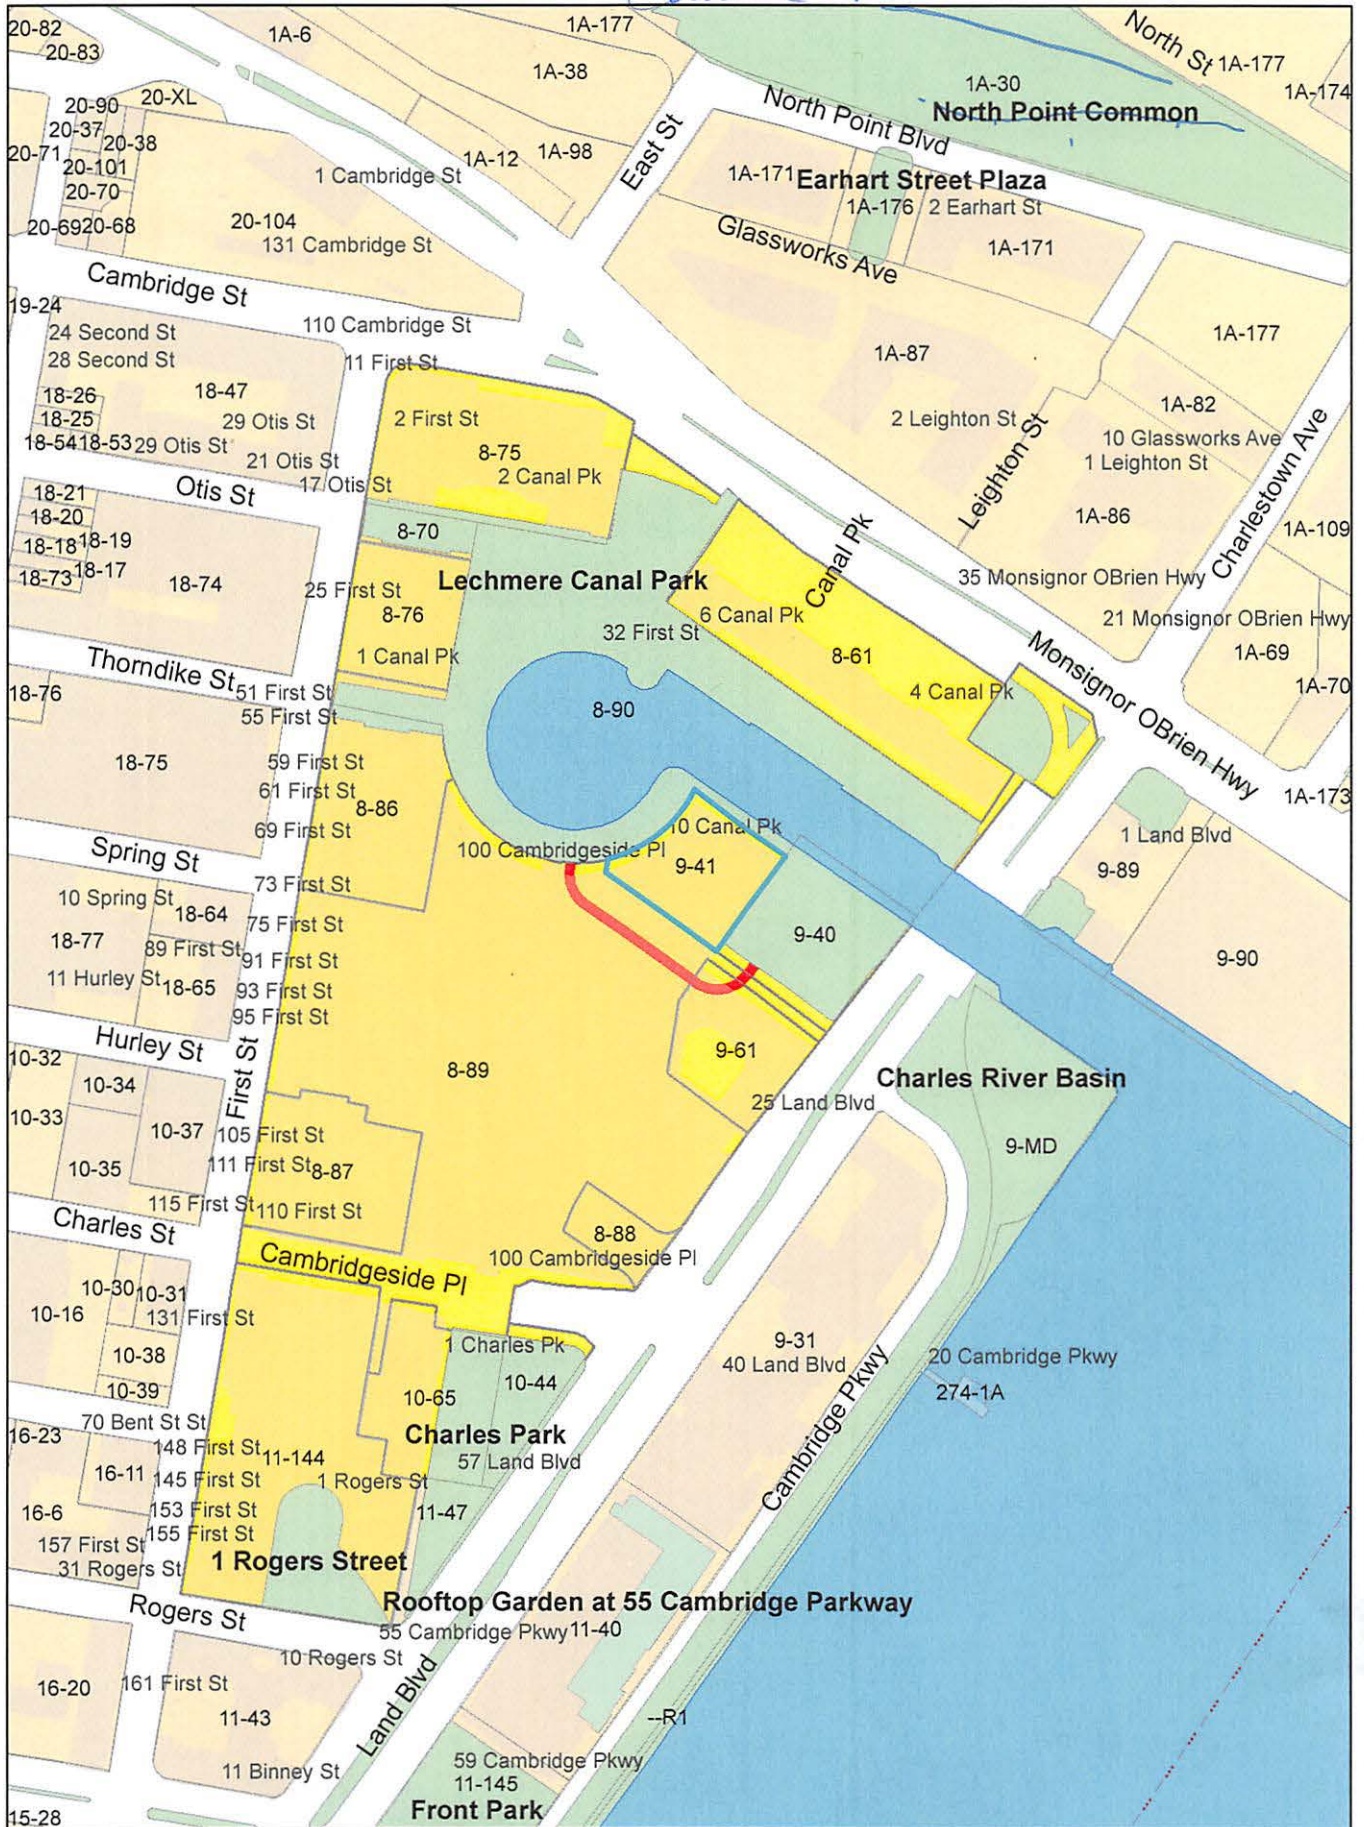 20-82
20-83
1A-6
1A-177
1A-38
North St
1A-177
1A-30
1A-174
North Point Common
North Point Blvd
20-XL
20-90
20-37
20-38
20-71
20-101
20-70
20-69
20-68
1 Cambridge St
1A-12
1A-98
East St
1A-171
Earhart Street Plaza
1A-176
2 Earhart St
1A-171
20-104
131 Cambridge St
Glassworks Ave
Cambridge St
19-24
24 Second St
28 Second St
110 Cambridge St
11 First St
1A-87
1A-177
18-26
18-25
18-47
29 Otis St
2 First St
8-75
2 Canal Pk
2 Leighton St
Leighton St
1A-82
10 Glassworks Ave
1 Leighton St
Charlestown Ave
18-54
18-53
29 Otis St
21 Otis St
17 Otis St
Otis St
18-21
18-20
18-18
18-19
18-73
18-17
18-74
8-70
Canal Pk
1A-86
1A-109
25 First St
8-76
1 Canal Pk
Lechmere Canal Park
32 First St
6 Canal Pk
8-61
4 Canal Pk
35 Monsignor OBrien Hwy
21 Monsignor OBrien Hwy
1A-69
1A-70
Monsignor OBrien Hwy
Thorndike St
18-76
51 First St
55 First St
8-90
18-75
59 First St
61 First St
8-86
69 First St
1A-173
1 Land Blvd
9-89
10 Canal Pk
100 Cambridgeside Pl
9-41
Spring St
73 First St
10 Spring St
18-64
75 First St
18-77
89 First St
91 First St
11 Hurley St
18-65
93 First St
95 First St
9-40
9-90
Hurley St
First St
10-32
10-34
10-33
10-37
10-35
8-89
9-61
25 Land Blvd
Charles River Basin
9-MD
105 First St
111 First St
8-87
115 First St
110 First St
Charles St
8-88
100 Cambridgeside Pl
Cambridgeside Pl
10-16
10-30
10-31
131 First St
10-38
10-39
1 Charles Pk
10-44
10-65
Charles Park
57 Land Blvd
9-31
40 Land Blvd
20 Cambridge Pkwy
274-1A
Cambridge Pkwy
70 Bent St St
16-23
148 First St
11-144
16-11
145 First St
1 Rogers St
11-47
16-6
153 First St
157 First St
155 First St
31 Rogers St
1 Rogers Street
Rooftop Garden at 55 Cambridge Parkway
55 Cambridge Pkwy
11-40
Rogers St
10 Rogers St
16-20
161 First St
11-43
Land Blvd
--R1
11 Binney St
59 Cambridge Pkwy
11-145
Front Park
15-28